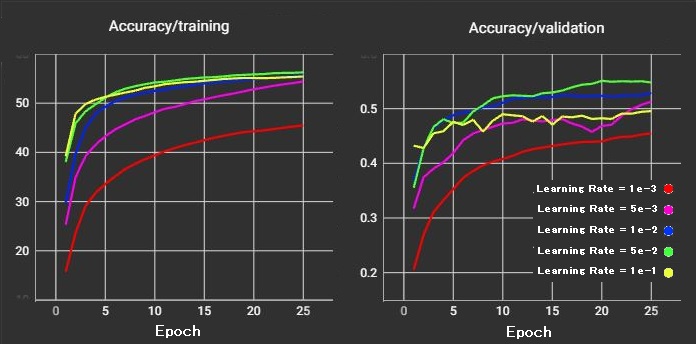 Accuracy/training
50
40
30
20
10
0
5
10
15
20
25
Epoch
Accuracy/validation
0.5
0.4
0.3
0.2
0
5
10
15
20
25
Epoch
Learning Rate = 1e-3
Learning Rate = 5e-3
Learning Rate = 1e-2
Learning Rate = 5e-2
Learning Rate = 1e-1